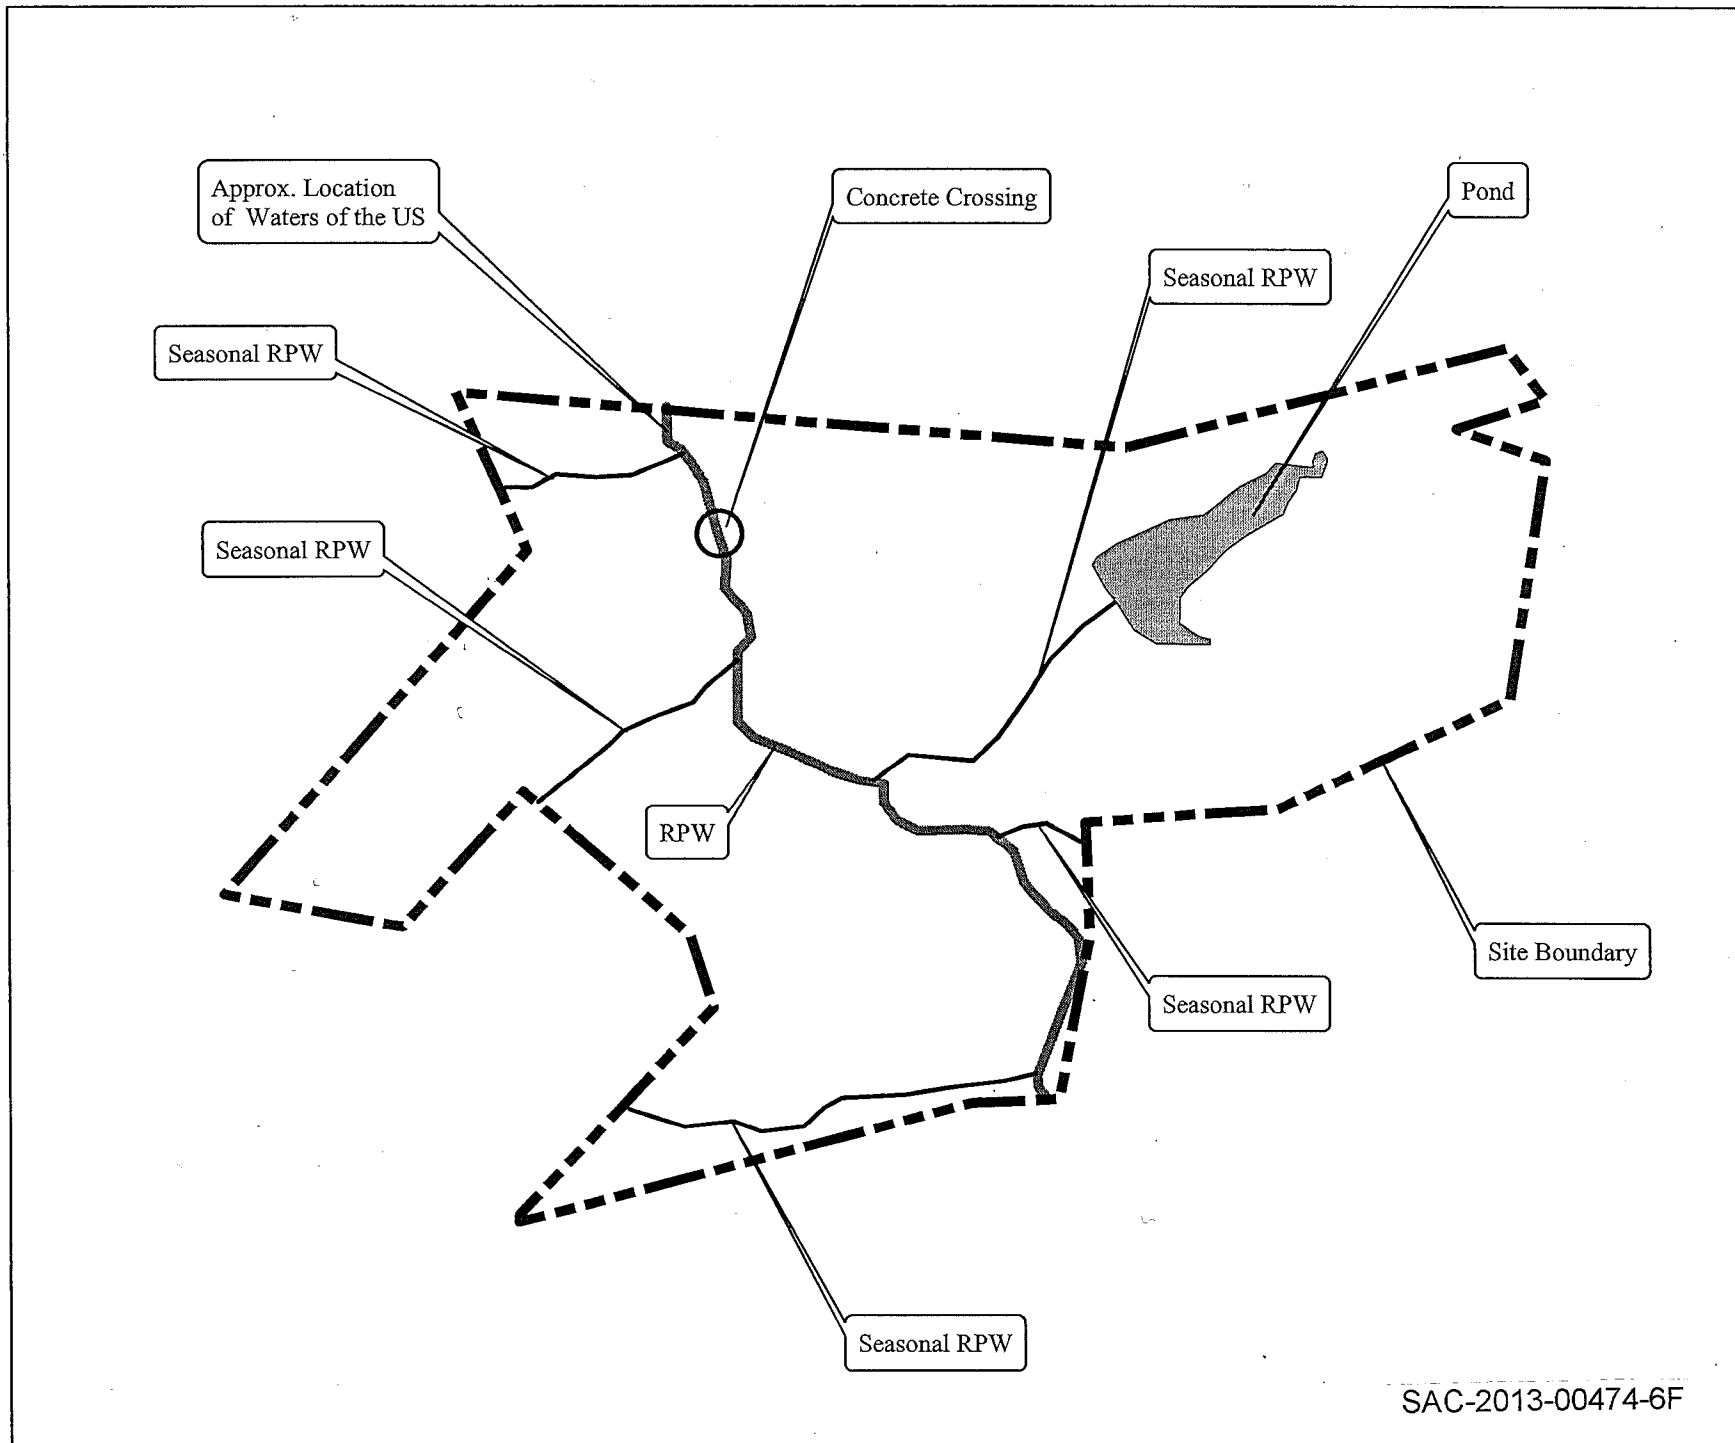 Approx. Location
of Waters of the US
Concrete Crossing
Pond
Seasonal RPW
Seasonal RPW
Seasonal RPW
RPW
Site Boundary
Seasonal RPW
Seasonal RPW
SAC-2013-00474-6F